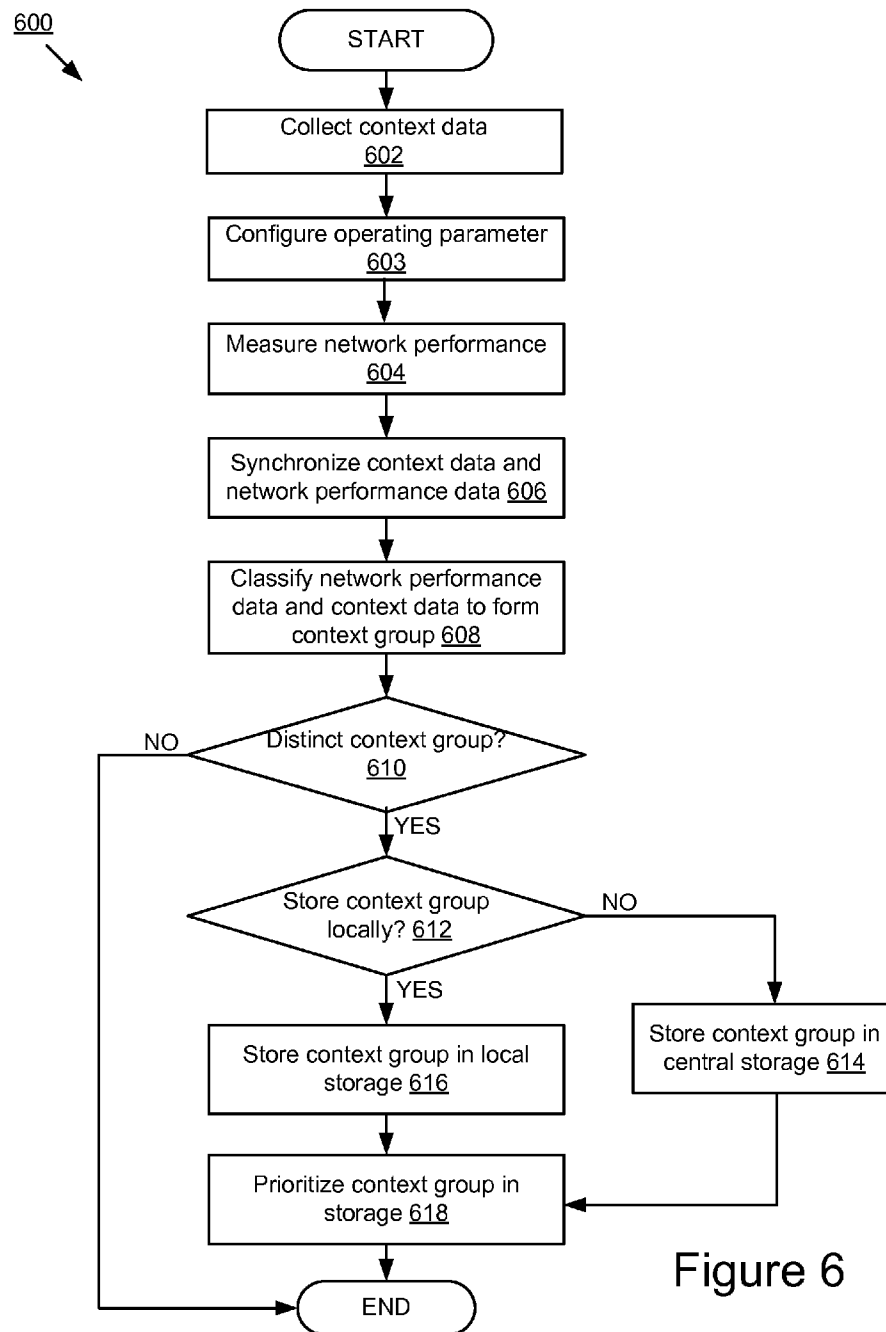 600
START
Collect context data
602
Configure operating parameter
603
Measure network performance
604
Synchronize context data and
network performance data 606
Classify network performance
data and context data to form
context group 608
NO
Distinct context group?
610
YES
Store context group
locally? 612
NO
YES
Store context group in local
storage 616
Store context group in
central storage 614
Prioritize context group in
storage 618
Figure 6
END